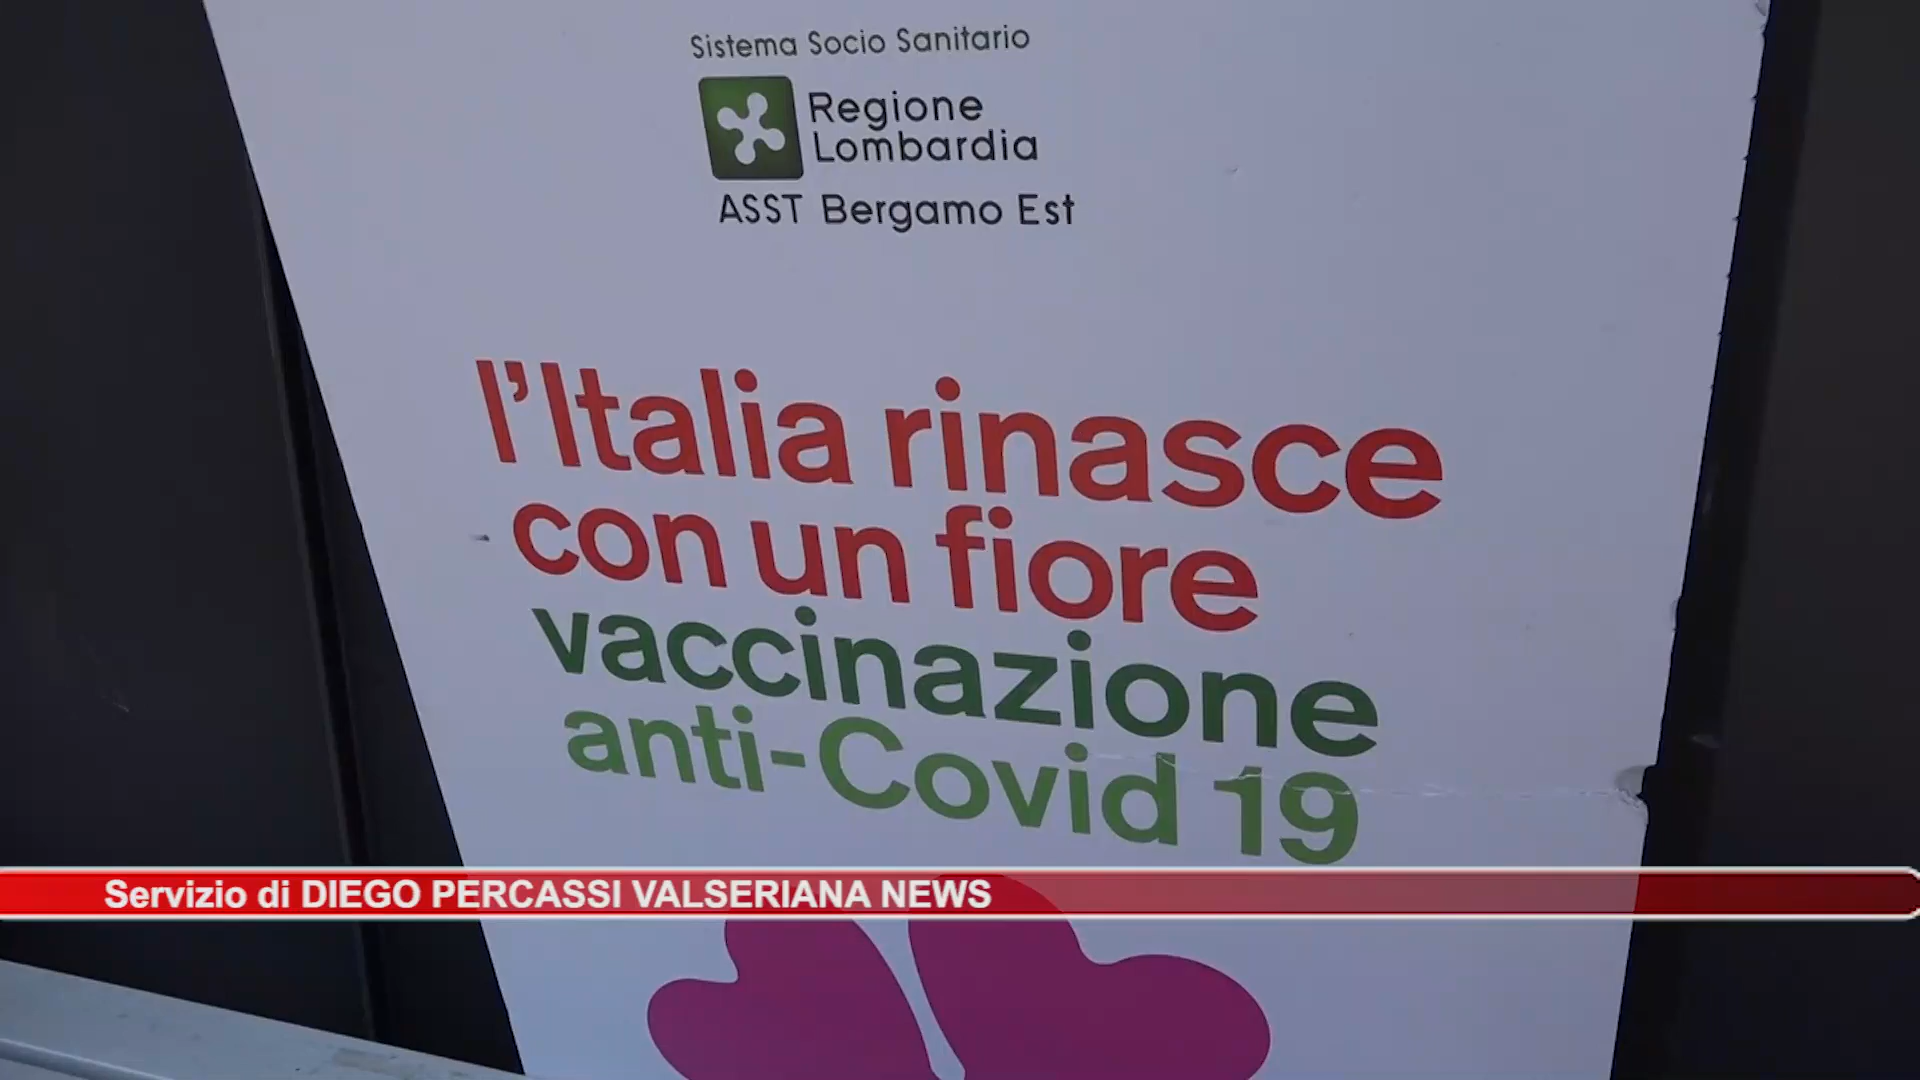 Sistema Socio Sanitario
Regione
Lombardia
ASST Bergamo Est
l'Italia rinasce
con un fiore
vaccinazione
anti-Covid 19
Servizio di DIEGO PERCASSI VALSERIANA NEWS